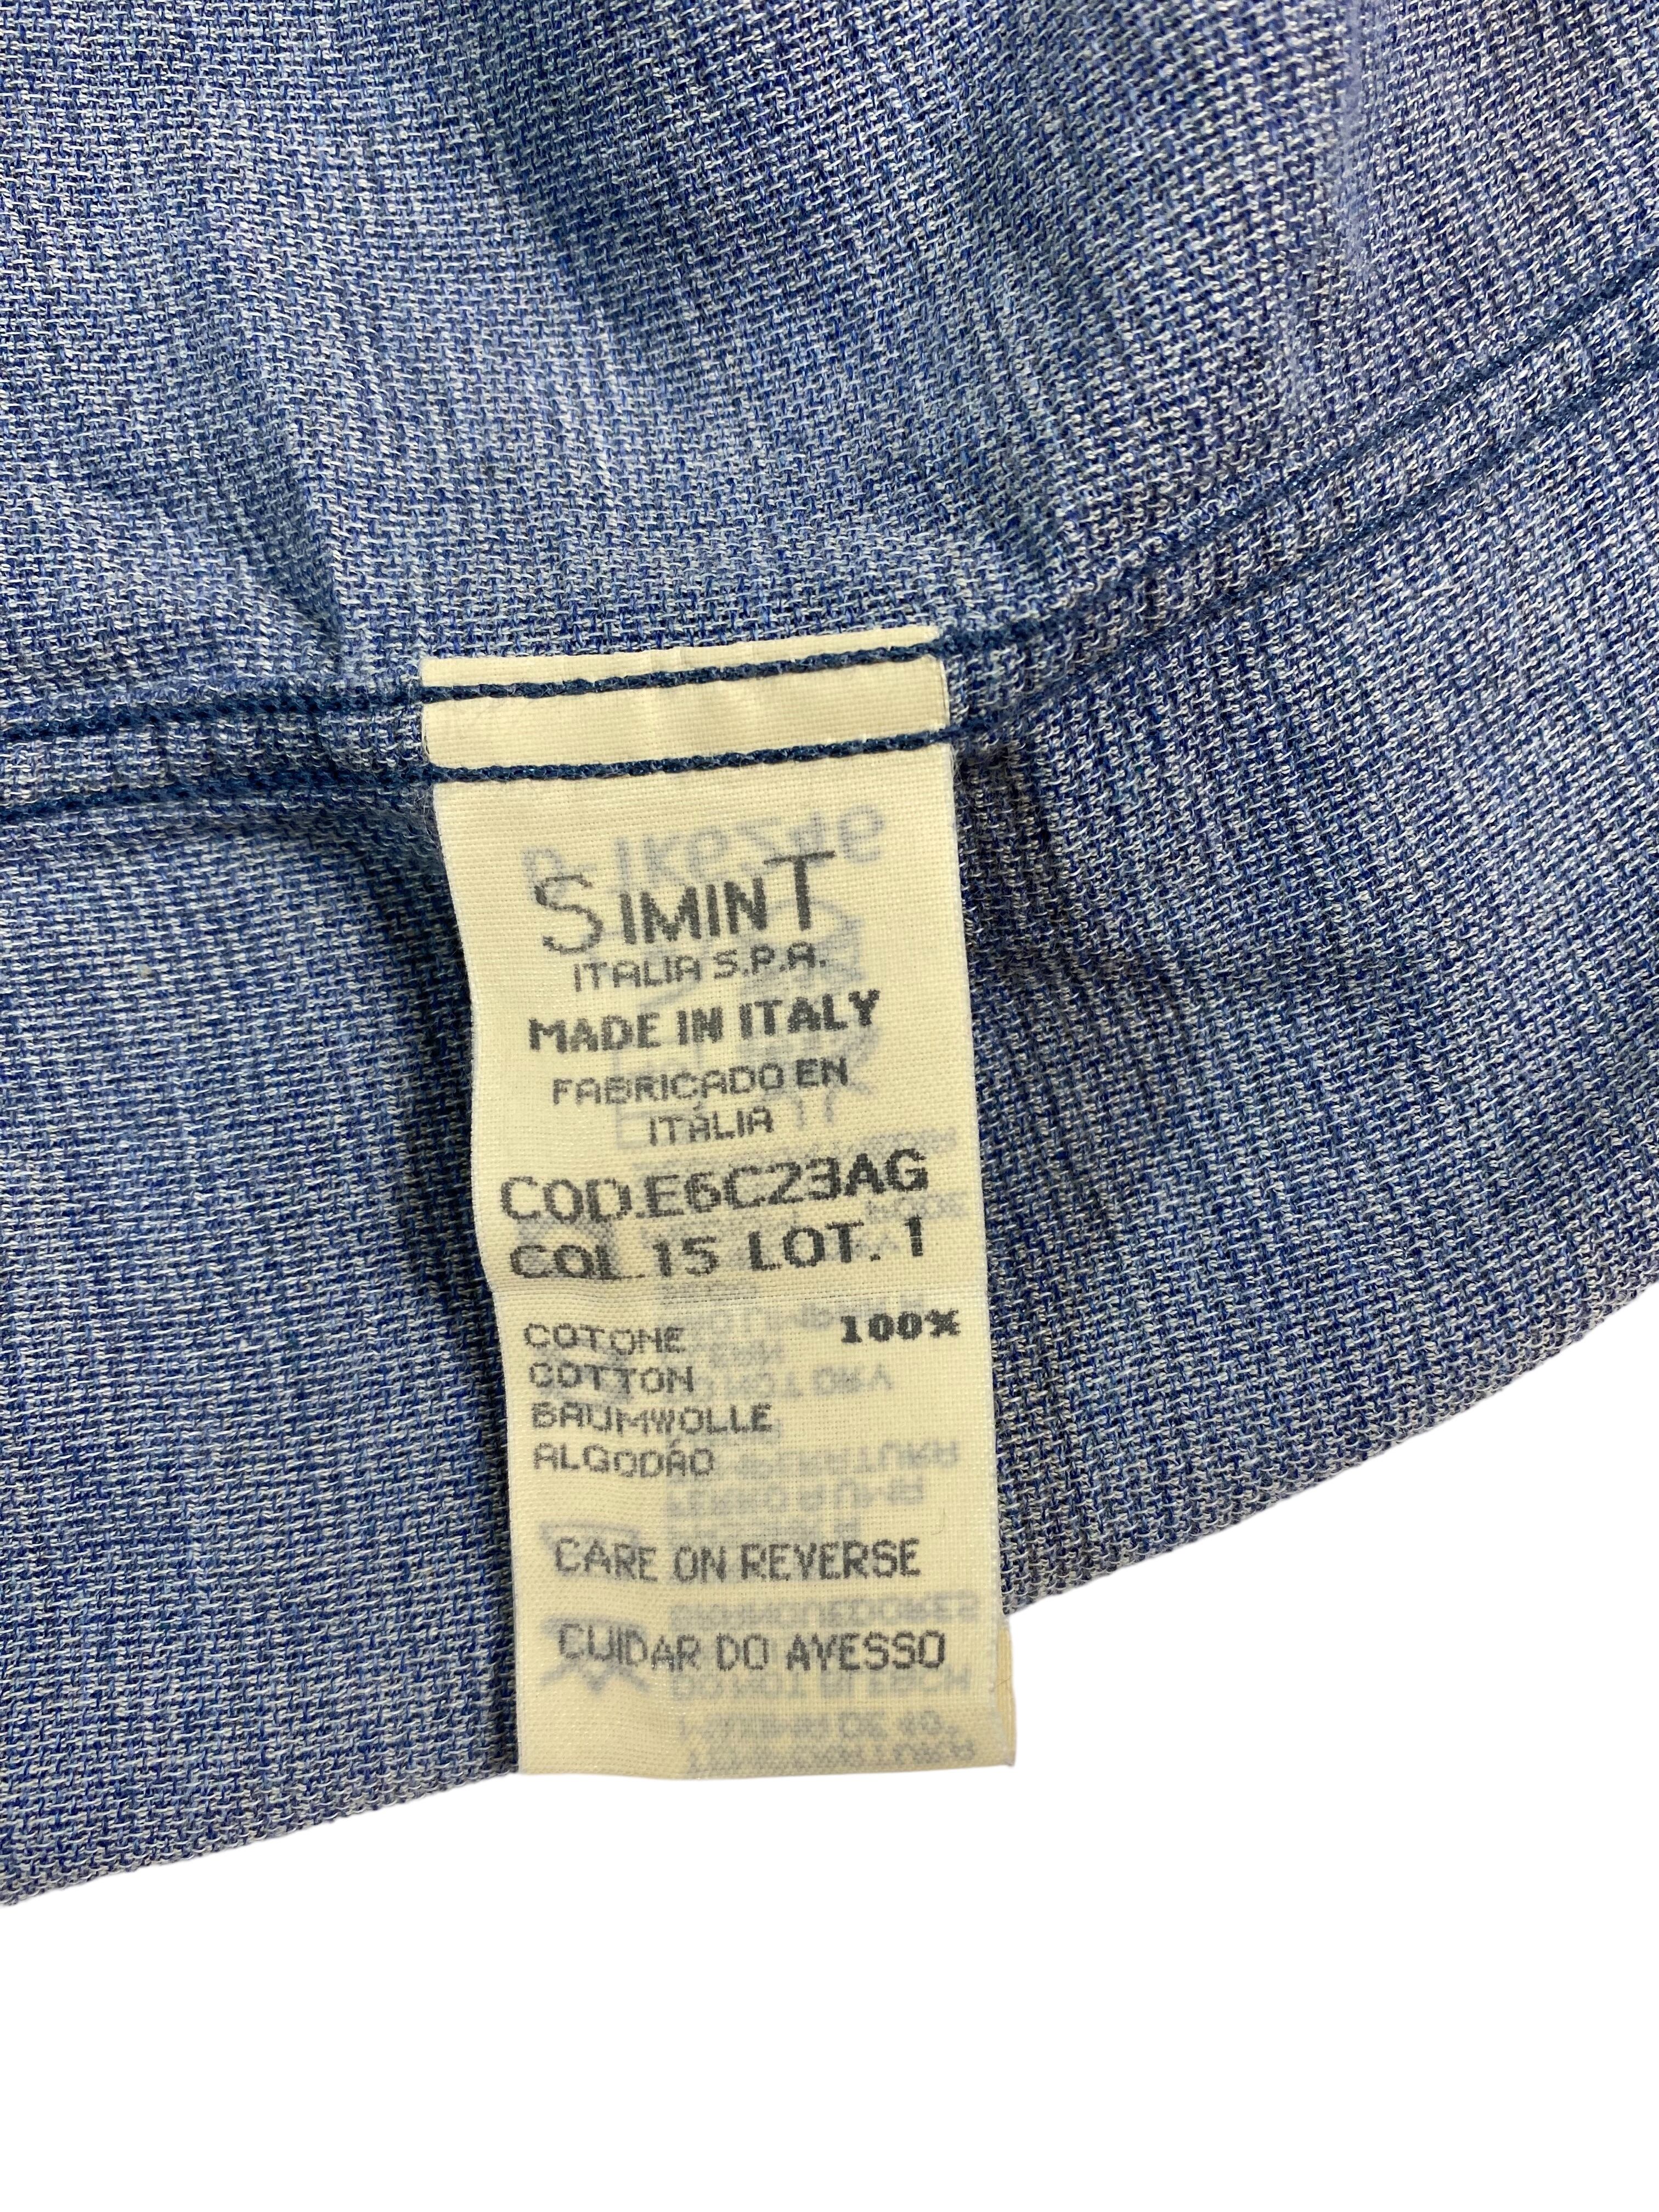 SIMINT
ITALIA S.P.A.
MADE IN ITALY
FABRICADO EN
ITÁLIA
COD.E6C23AG
COL.15 LOT. 1
COTONE 100%
COTTON
BAUMWOLLE
ALGODÃO
CARE ON REVERSE
CUIDAR DO AVESSO